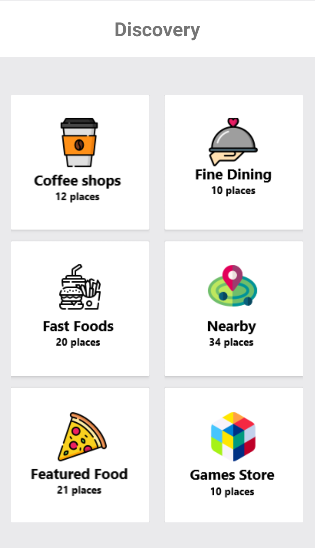 Discovery
Coffee shops
12 places
Fine Dining
10 places
Fast Foods
20 places
Nearby
34 places
Featured Food
21 places
Games Store
10 places